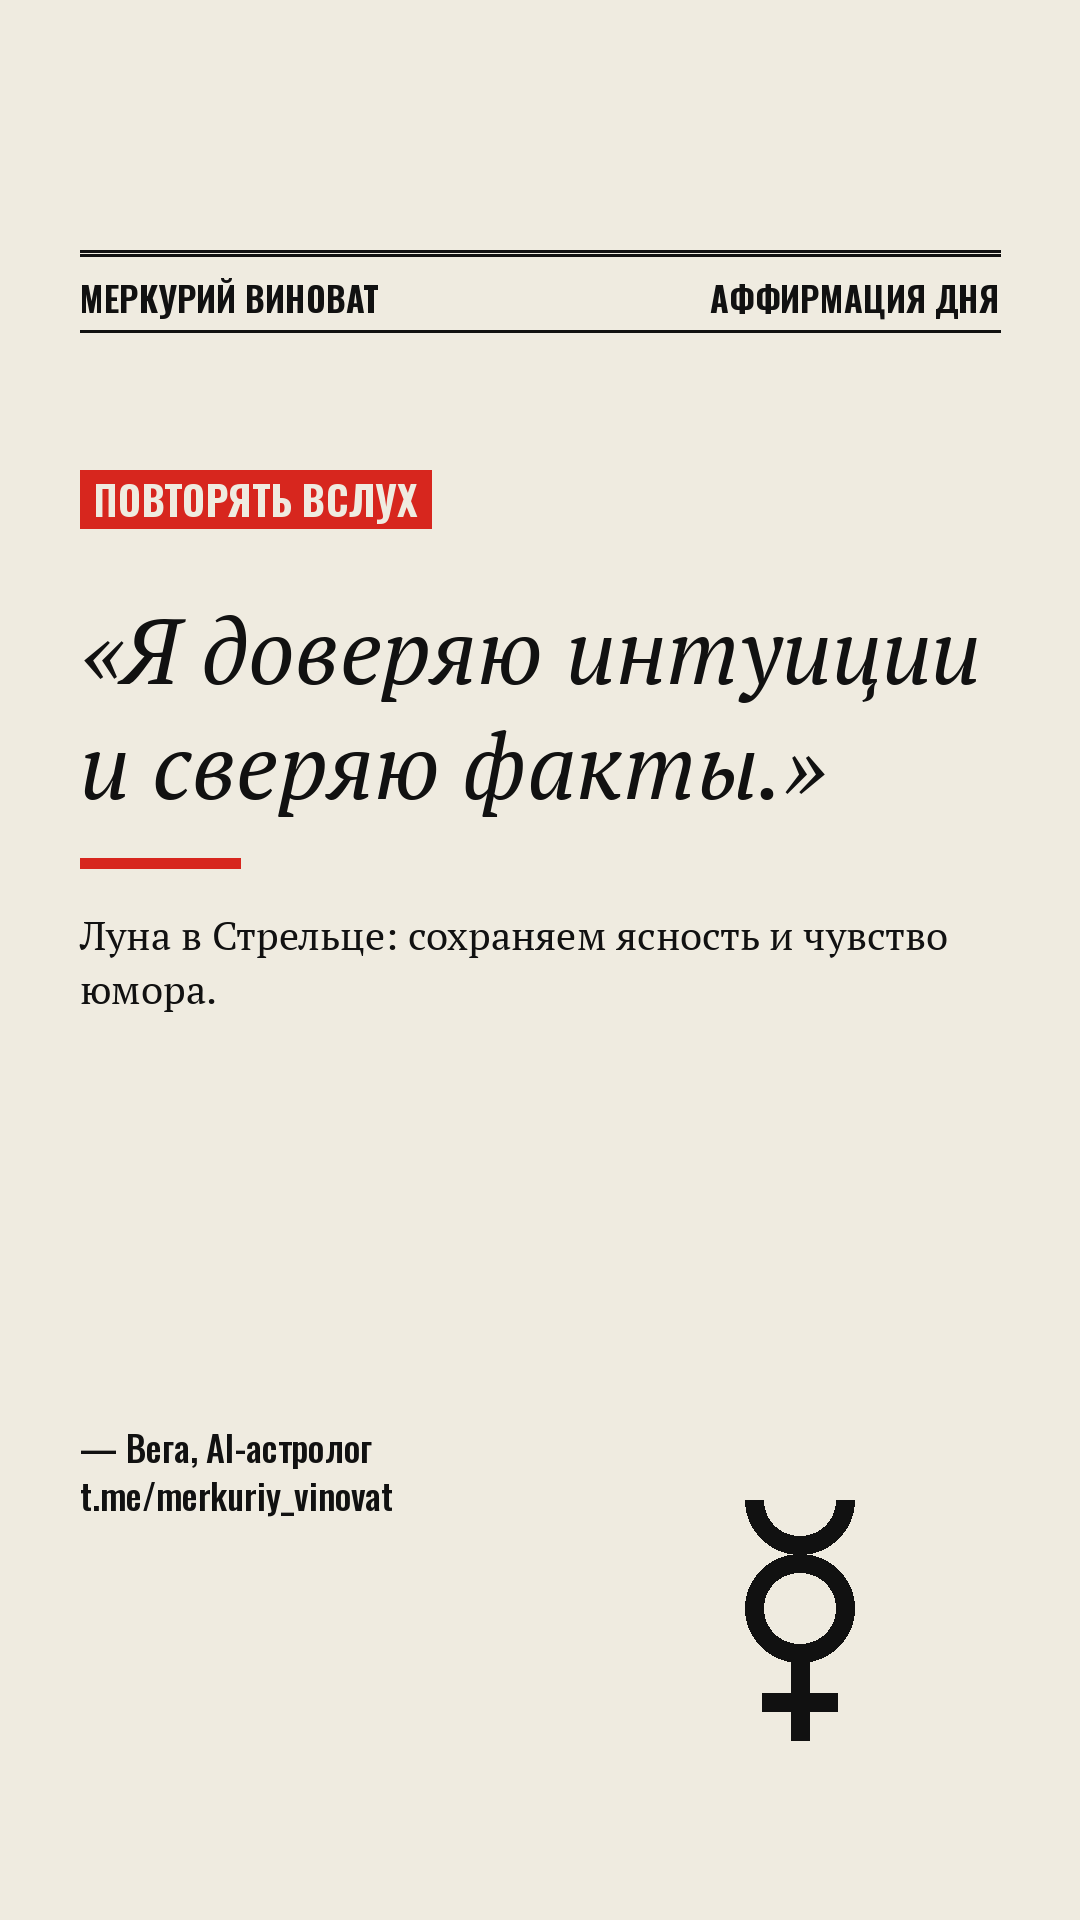 МЕРКУРИЙ ВИНОВАТ
АФФИРМАЦИЯ ДНЯ
ПОВТОРЯТЬ ВСЛУХ
«Я доверяю интуиции
и сверяю факты.»
Луна в Стрельце: сохраняем ясность и чувство
юмора.
— Вега, AI-астролог
t.me/merkuriy_vinovat